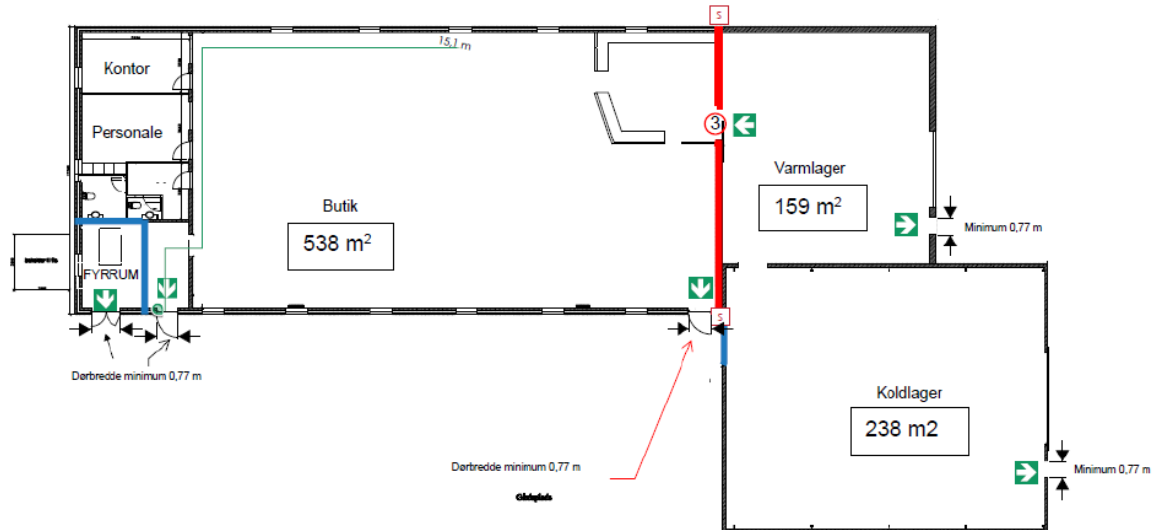 S
15,1 m
Kontor
3
Personale
Varmlager
159 m²
Butik
538 m²
Minimum 0,77 m
FYRRUM
S
Dørbredde minimum 0,77 m
Koldlager
238 m2
Dørbredde minimum 0,77 m
Minimum 0,77 m
Gårdsplads